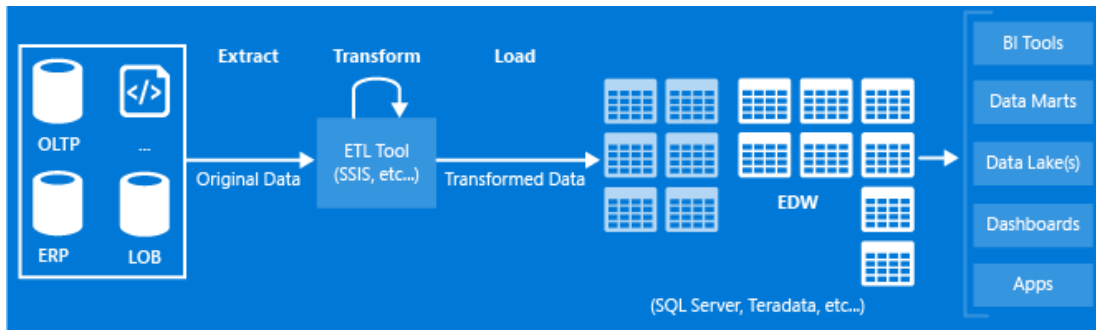 Extract
Transform
Load
</>
OLTP
...
ERP
LOB
Original Data
ETL Tool
(SSIS, etc...)
Transformed Data
EDW
(SQL Server, Teradata, etc...)
BI Tools
Data Marts
Data Lake(s)
Dashboards
Apps